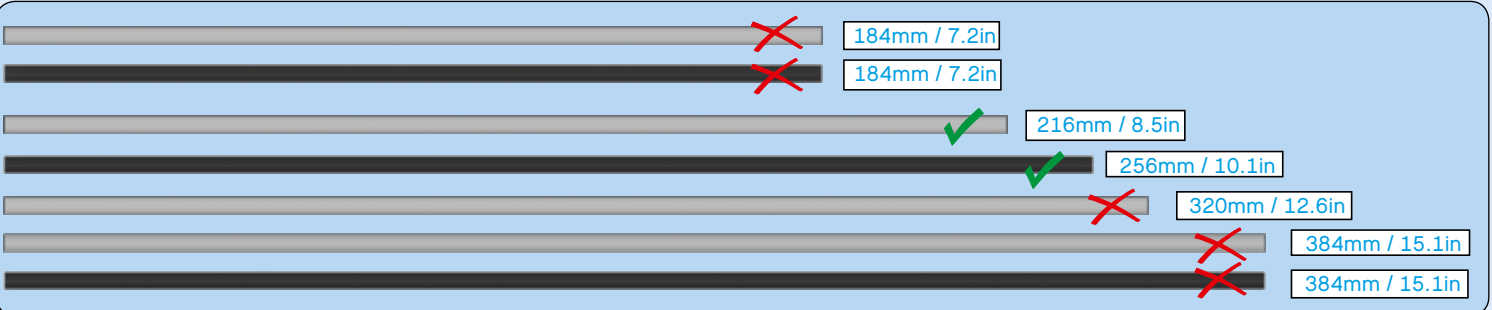 184mm / 7.2in
184mm / 7.2in
216mm / 8.5in
256mm / 10.1in
320mm / 12.6in
384mm / 15.1in
384mm / 15.1in